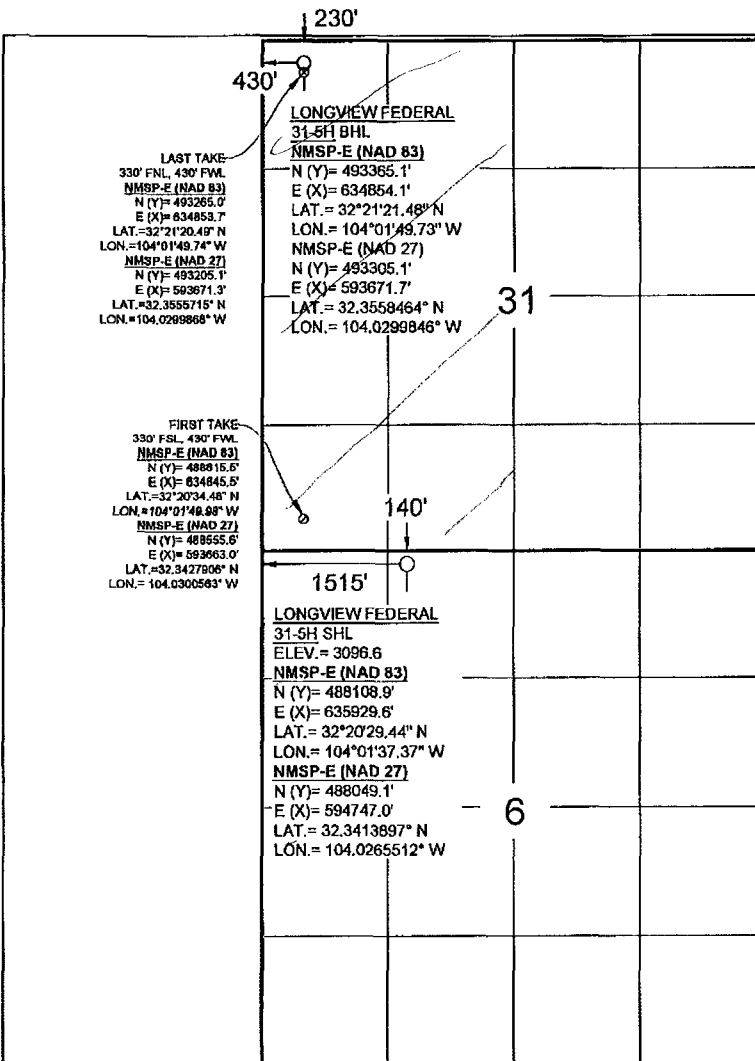 230'
430'
LONGVIEW FEDERAL
31-5H BHL
NMSP-E (NAD 83)
N (Y)= 493365.1'
E (X)= 634854.1'
LAT.= 32°21'21.48" N
LON.= 104°01'49.73" W
NMSP-E (NAD 27)
N (Y)= 493305.1'
E (X)= 593671.7'
LAT.= 32.3558464° N
LON.= 104.0299846° W
LAST TAKE
330' FNL, 430' FWL
NMSP-E (NAD 83)
N (Y)= 493265.0'
E (X)= 634853.7'
LAT.=32°21'20.49" N
LON.=104°01'49.74" W
NMSP-E (NAD 27)
N (Y)= 493205.1'
E (X)= 593671.3'
LAT.=32.3555715° N
LON.=104.0299868° W
31
FIRST TAKE
330' FSL, 430' FWL
NMSP-E (NAD 83)
N (Y)= 488615.5'
E (X)= 634845.5'
LAT.=32°20'34.48" N
LON.=104°01'49.98" W
NMSP-E (NAD 27)
N (Y)= 488555.6'
E (X)= 593663.0'
LAT.=32.3427906° N
LON.= 104.0300563° W
140'
1515'
LONGVIEW FEDERAL
31-5H SHL
ELEV.= 3096.6
NMSP-E (NAD 83)
N (Y)= 488108.9'
E (X)= 635929.6'
LAT.= 32°20'29.44" N
LON.= 104°01'37.37" W
NMSP-E (NAD 27)
N (Y)= 488049.1'
E (X)= 594747.0'
LAT.= 32.3413897° N
LON.= 104.0265512° W
6